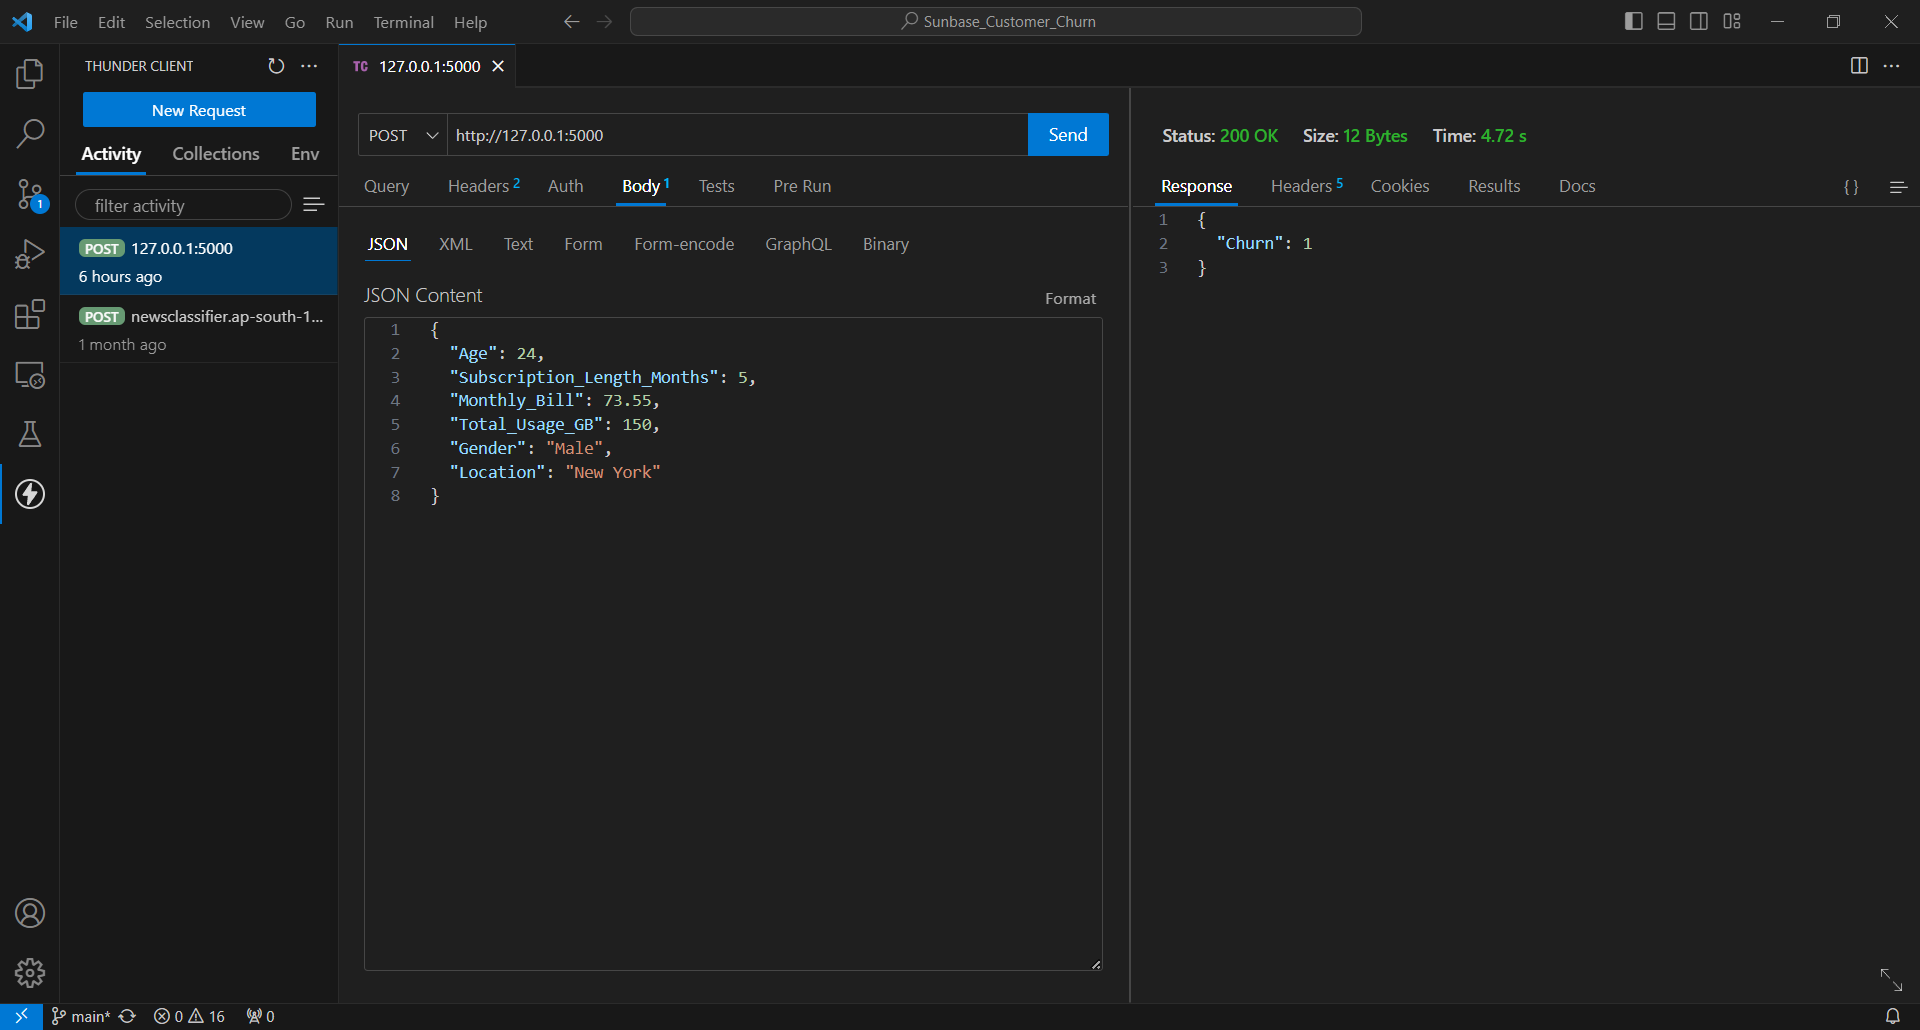 File Edit Selection View Go Run Terminal Help
Sunbase_Customer_Churn
THUNDER CLIENT
New Request
Activity Collections Env
filter activity
POST 127.0.0.1:5000
6 hours ago
POST newsclassifier.ap-south-1...
1 month ago
1
TC 127.0.0.1:5000
POST http://127.0.0.1:5000 Send
Query Headers 2 Auth Body 1 Tests Pre Run
JSON XML Text Form Form-encode GraphQL Binary
JSON Content
Format
1 {
2 "Age": 24,
3 "Subscription_Length_Months": 5,
4 "Monthly_Bill": 73.55,
5 "Total_Usage_GB": 150,
6 "Gender": "Male",
7 "Location": "New York"
8 }
Status: 200 OK Size: 12 Bytes Time: 4.72 s
Response Headers 5 Cookies Results Docs { }
1 {
2 "Churn": 1
3 }
main* 0 16 0